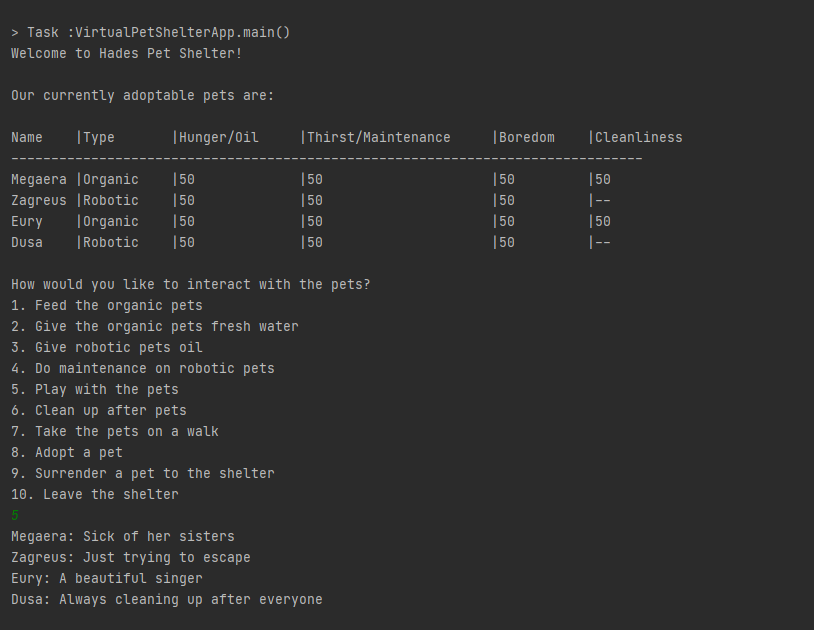 > Task :VirtualPetShelterApp.main()
Welcome to Hades Pet Shelter!
Our currently adoptable pets are:
Name    |Type       |Hunger/Oil     |Thirst/Maintenance     |Boredom    |Cleanliness
-------------------------------------------------------------------------------
Megaera |Organic    |50             |50                     |50         |50
Zagreus |Robotic    |50             |50                     |50         |--
Eury    |Organic    |50             |50                     |50         |50
Dusa    |Robotic    |50             |50                     |50         |--
How would you like to interact with the pets?
1. Feed the organic pets
2. Give the organic pets fresh water
3. Give robotic pets oil
4. Do maintenance on robotic pets
5. Play with the pets
6. Clean up after pets
7. Take the pets on a walk
8. Adopt a pet
9. Surrender a pet to the shelter
10. Leave the shelter
5
Megaera: Sick of her sisters
Zagreus: Just trying to escape
Eury: A beautiful singer
Dusa: Always cleaning up after everyone